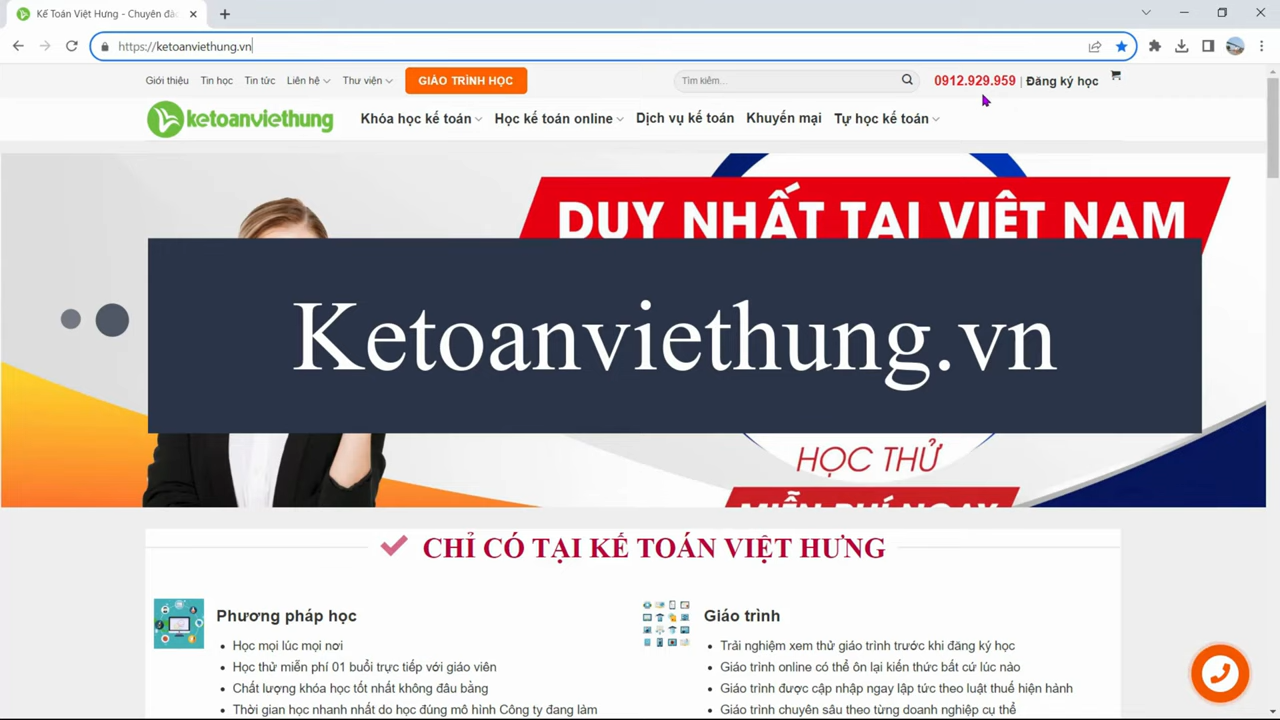 Kế Toán Việt Hưng - Chuyên đà
https://ketoanviethung.vn
Giới thiệu Tin học Tin tức Liên hệ Thư viện GIÁO TRÌNH HỌC Tìm kiếm... 0912.929.959 | Đăng ký học
ketoanviethung Khóa học kế toán Học kế toán online Dịch vụ kế toán Khuyến mại Tự học kế toán
DUY NHẤT TẠI VIỆT NAM
Ketoanviethung.vn
HỌC THỬ
MIỄN PHÍ NGAY
CHỈ CÓ TẠI KẾ TOÁN VIỆT HƯNG
Phương pháp học
Học mọi lúc mọi nơi
Học thử miễn phí 01 buổi trực tiếp với giáo viên
Chất lượng khóa học tốt nhất không đâu bằng
Thời gian học nhanh nhất do học đúng mô hình Công ty đang làm
Giáo trình
Trải nghiệm xem thử giáo trình trước khi đăng ký học
Giáo trình online có thể ôn lại kiến thức bất cứ lúc nào
Giáo trình được cập nhập ngay lập tức theo luật thuế hiện hành
Giáo trình chuyên sâu theo từng doanh nghiệp cụ thể